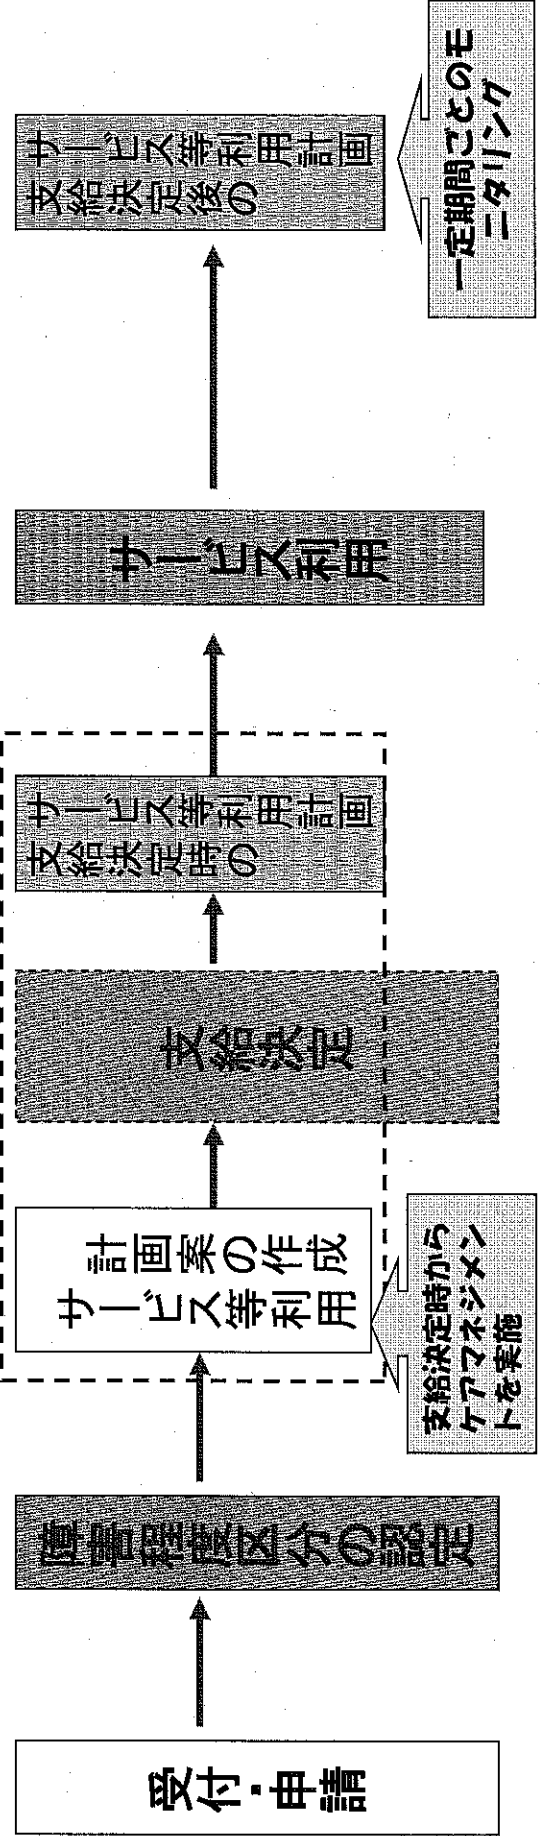 受付・申請
障害程度区分の認定
サービス等利用
計画案の作成
支給決定時から
ケアマネジメン
トを実施
支給決定
支給決定時の
サービス等利用計画
サービス利用
支給決定後の
サービス等利用計画
一定期間ごとのモ
ニタリング